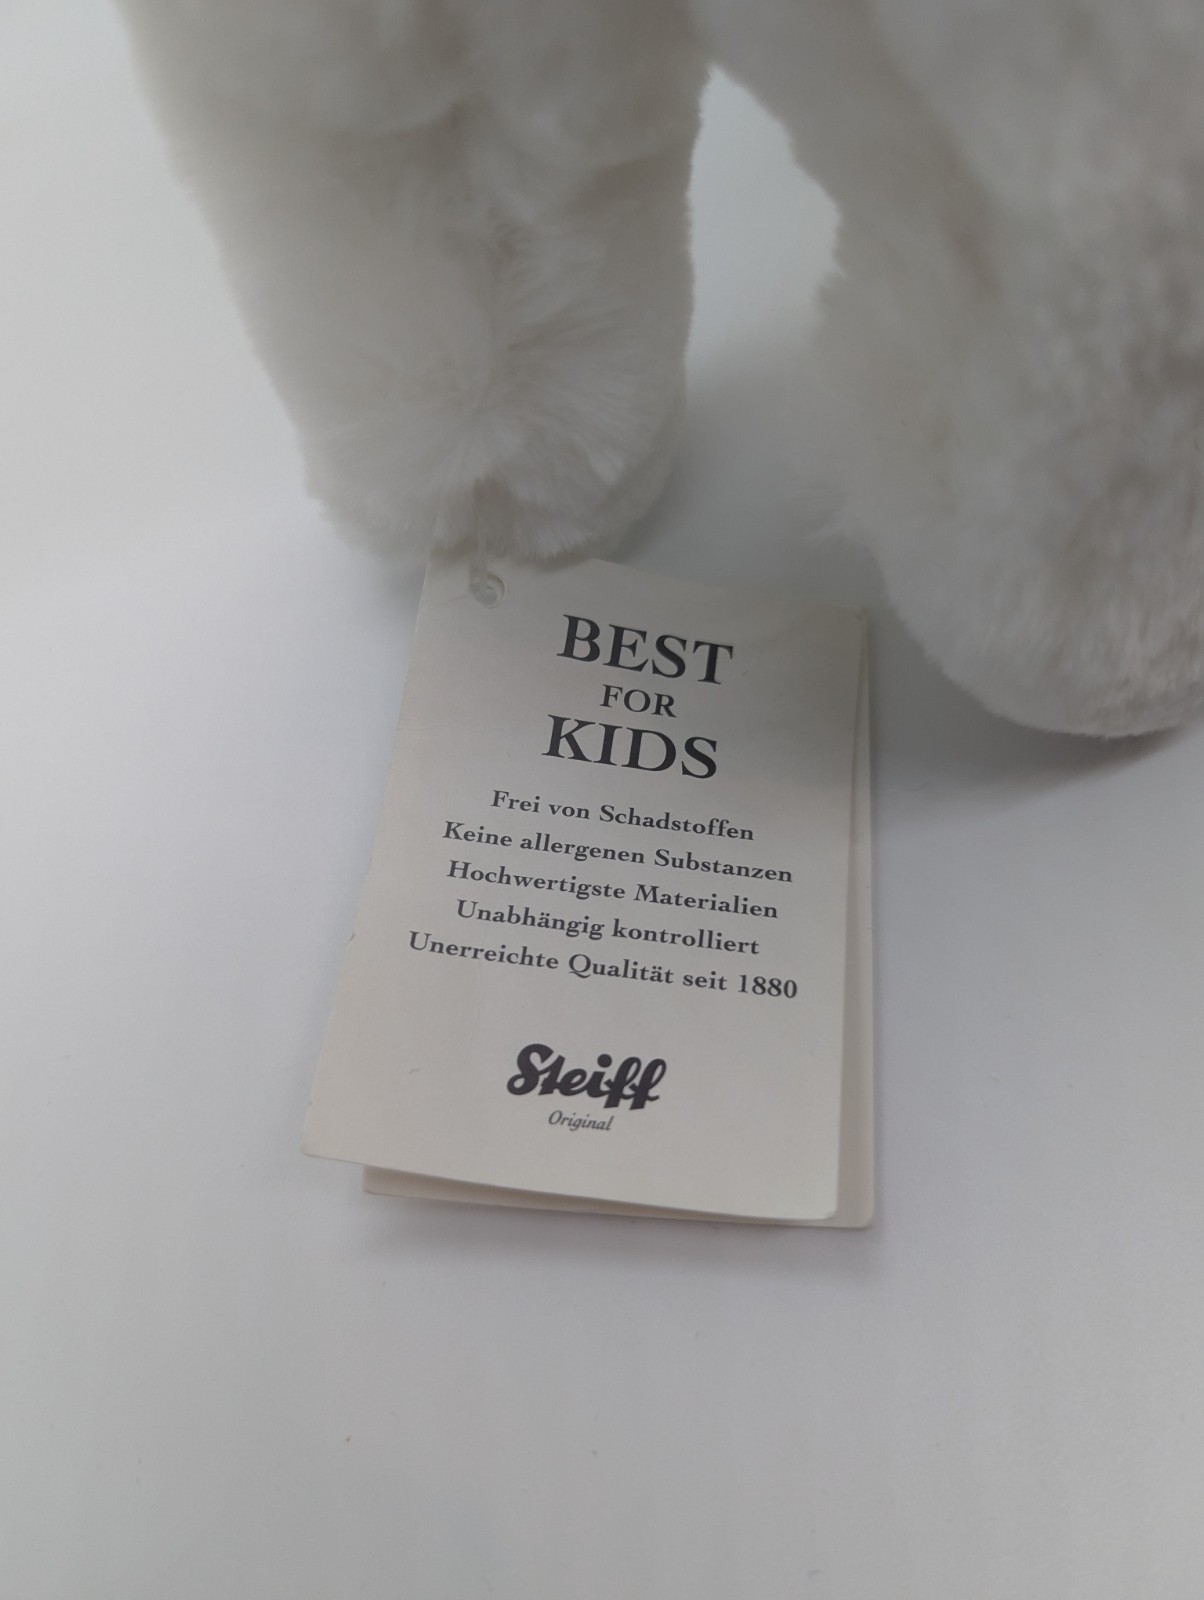 BEST
FOR
KIDS
Frei von Schadstoffen
Keine allergenen Substanzen
Hochwertigste Materialien
Unabhängig kontrolliert
Unerreichte Qualität seit 1880
Steiff
Original